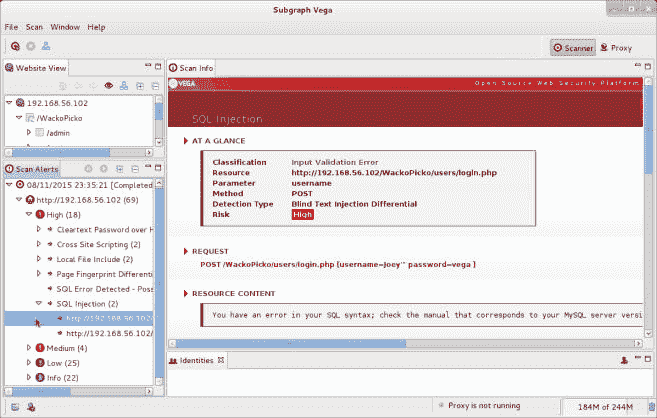 Subgraph Vega
File Scan Window Help
Scanner Proxy
Website View
192.168.56.102
/WackoPicko
/admin
Scan Alerts
08/11/2015 23:35:21 [Completed
http://192.168.56.102 (69)
High (18)
Cleartext Password over H
Cross Site Scripting (2)
Local File Include (2)
Page Fingerprint Differenti
SQL Error Detected - Poss
SQL Injection (2)
http://192.168.56.102/
http://192.168.56.102/
Medium (4)
Low (25)
Info (22)
Scan Info
VEGA
Open Source Web Security Platform
SQL Injection
AT A GLANCE
Classification Input Validation Error
Resource http://192.168.56.102/WackoPicko/users/login.php
Parameter username
Method POST
Detection Type Blind Text Injection Differential
Risk High
REQUEST
POST /WackoPicko/users/login.php [username=Joey'" password=vega ]
RESOURCE CONTENT
You have an error in your SQL syntax; check the manual that corresponds to your MySQL server versi
Identities
Proxy is not running
184M of 244M